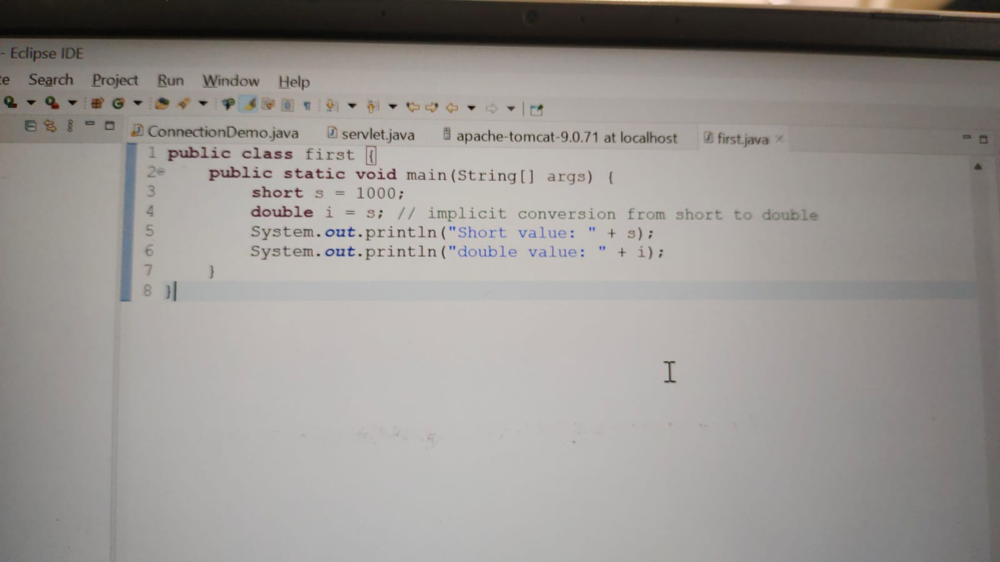 - Eclipse IDE
Search Project Run Window Help
ConnectionDemo.java servlet.java apache-tomcat-9.0.71 at localhost first.java
1 public class first {
2 public static void main(String[] args) {
3 short s = 1000;
4 double i = s; // implicit conversion from short to double
5 System.out.println("Short value: " + s);
6 System.out.println("double value: " + i);
7 }
8 }